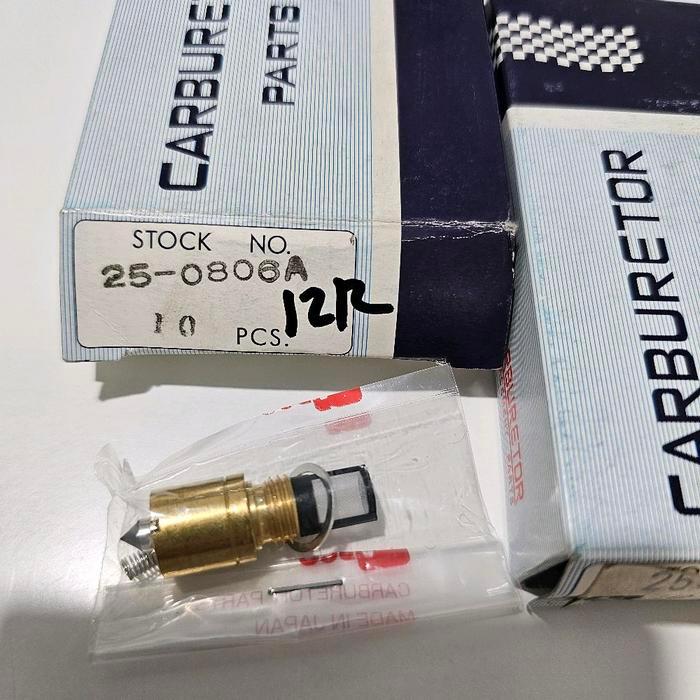 CARBURE
PARTS
STOCK NO.
25-0806A
12R
10 PCS.
CARBURETOR
CARBURETOR PARTS
MADE IN JAPAN